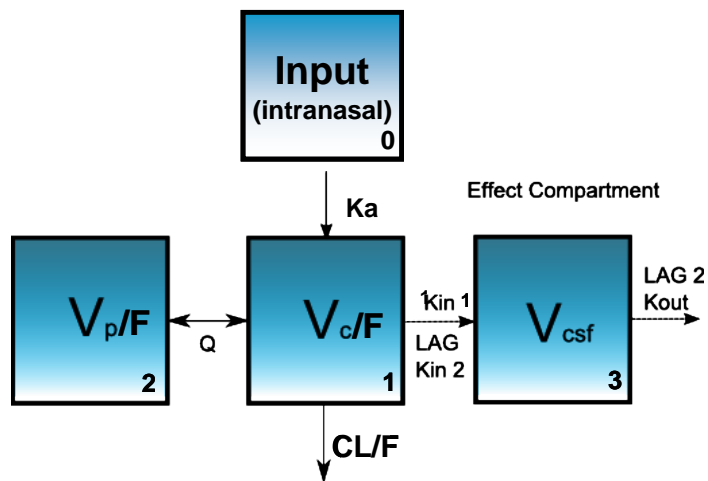 Input
(intranasal)
0
Ka
Effect Compartment
Vp/F
2
Q
Vc/F
1
1Kin 1
LAG
Kin 2
Vcsf
3
LAG 2
Kout
CL/F